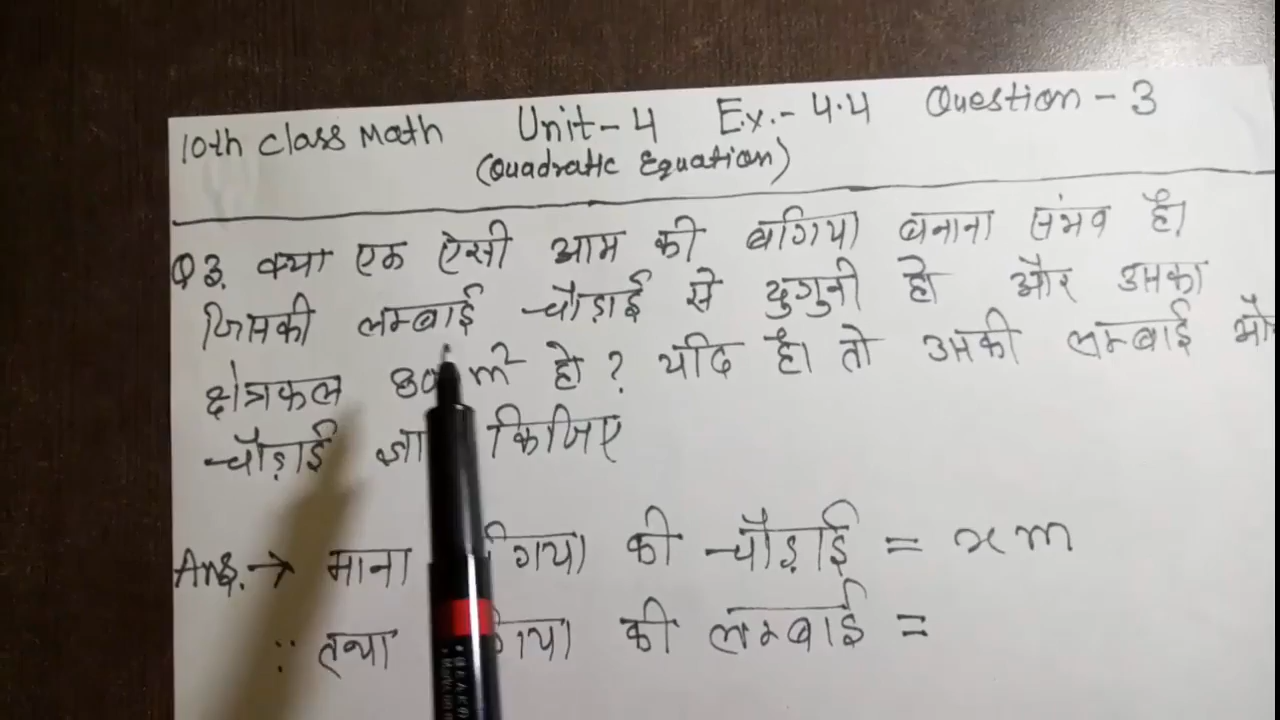 10th class Math Unit-4 Ex.-4.4 Question-3
(Quadratic Equation)
Q3. क्या एक ऐसी आम की बगिया बनाना संभव है।
जिसकी लम्बाई चौड़ाई से दुगुनी हो और उसका
क्षेत्रकल m² हो ? यदि है। तो उसकी लम्बाई
चौड़ाई किजिए
Ans.→ माना की चौड़ाई = x m
∵ तथा की लम्बाई =